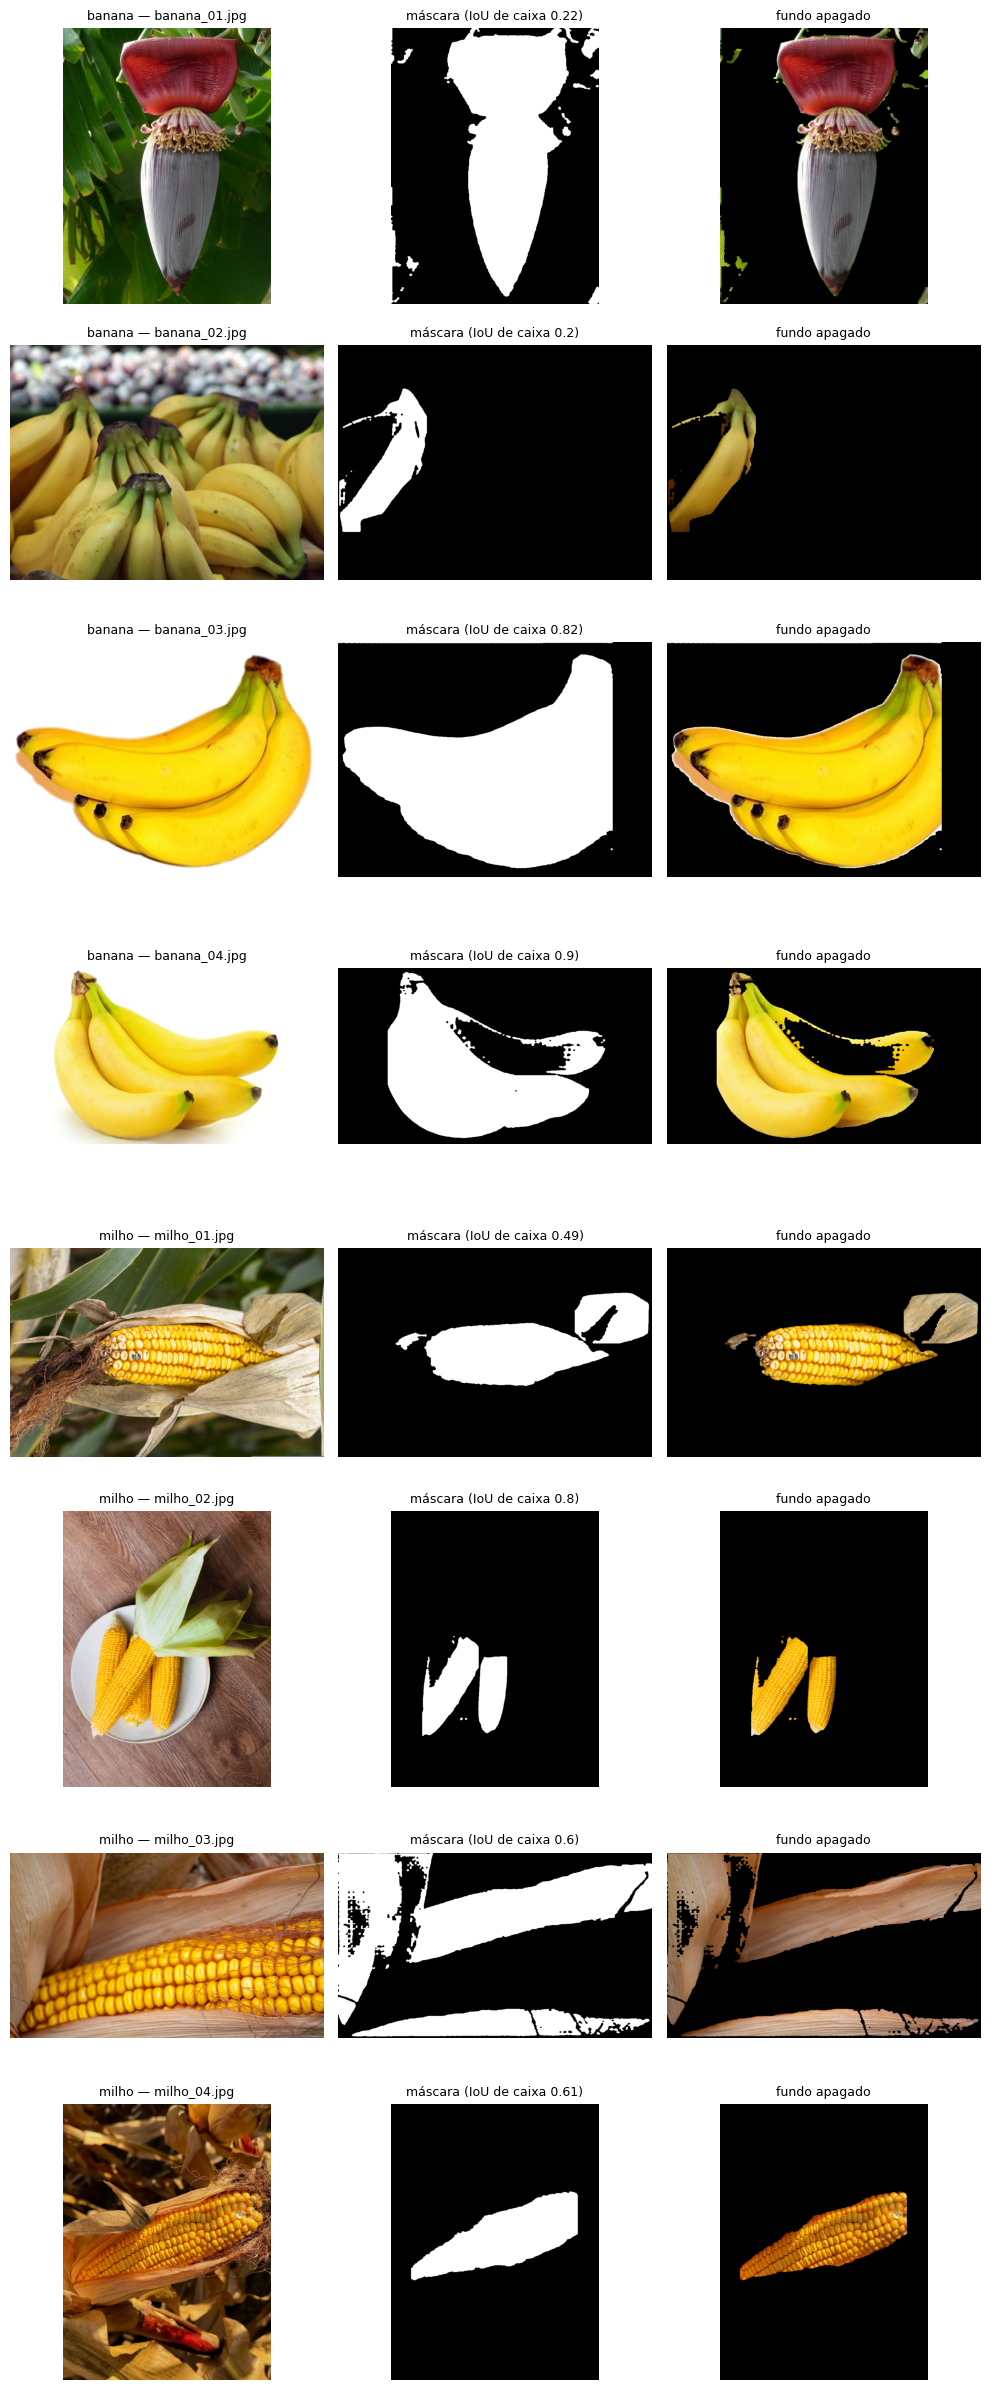 banana — banana_01.jpg
máscara (IoU de caixa 0.22)
fundo apagado
banana — banana_02.jpg
máscara (IoU de caixa 0.2)
fundo apagado
banana — banana_03.jpg
máscara (IoU de caixa 0.82)
fundo apagado
banana — banana_04.jpg
máscara (IoU de caixa 0.9)
fundo apagado
milho — milho_01.jpg
máscara (IoU de caixa 0.49)
fundo apagado
milho — milho_02.jpg
máscara (IoU de caixa 0.8)
fundo apagado
milho — milho_03.jpg
máscara (IoU de caixa 0.6)
fundo apagado
milho — milho_04.jpg
máscara (IoU de caixa 0.61)
fundo apagado